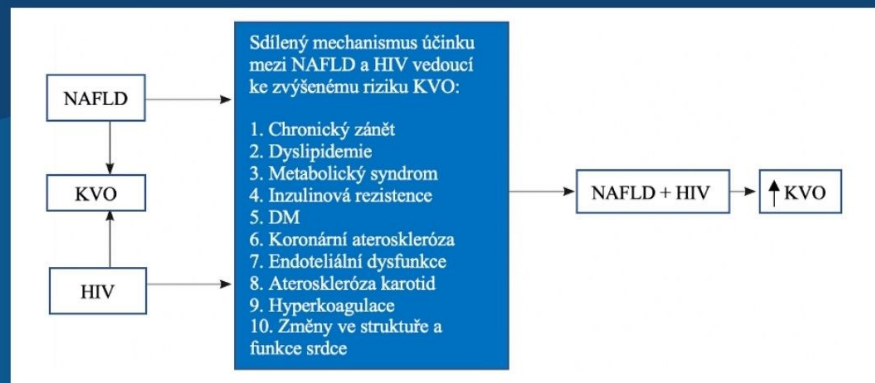 NAFLD
KVO
HIV
Sdílený mechanismus účinku
mezi NAFLD a HIV vedoucí
ke zvýšenému riziku KVO:
1. Chronický zánět
2. Dyslipidemie
3. Metabolický syndrom
4. Inzulinová rezistence
5. DM
6. Koronární ateroskleróza
7. Endoteliální dysfunkce
8. Ateroskleróza karotid
9. Hyperkoagulace
10. Změny ve struktuře a
funkce srdce
NAFLD + HIV
KVO